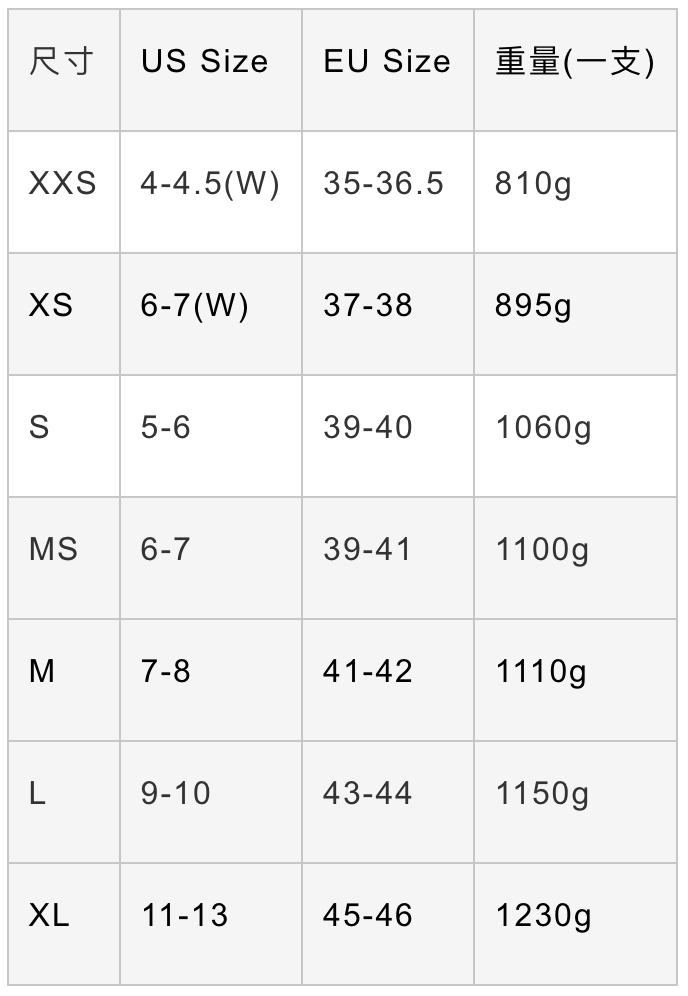 尺寸 US Size EU Size 重量(一支)
XXS 4-4.5(W) 35-36.5 810g
XS 6-7(W) 37-38 895g
S 5-6 39-40 1060g
MS 6-7 39-41 1100g
M 7-8 41-42 1110g
L 9-10 43-44 1150g
XL 11-13 45-46 1230g